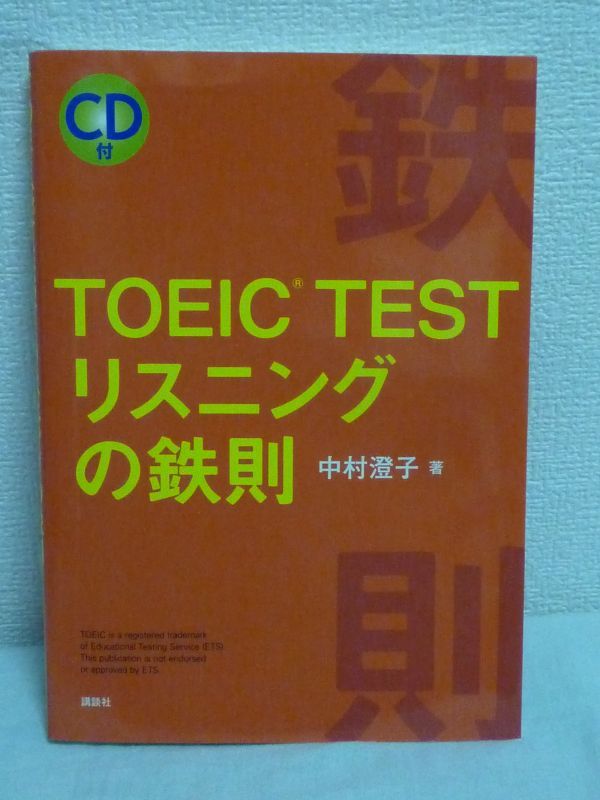 CD
付
鉄則
TOEIC® TEST
リスニング
の鉄則
中村澄子 著
TOEIC is a registered trademark
of Educational Testing Service (ETS).
This publication is not endorsed
or approved by ETS.
講談社